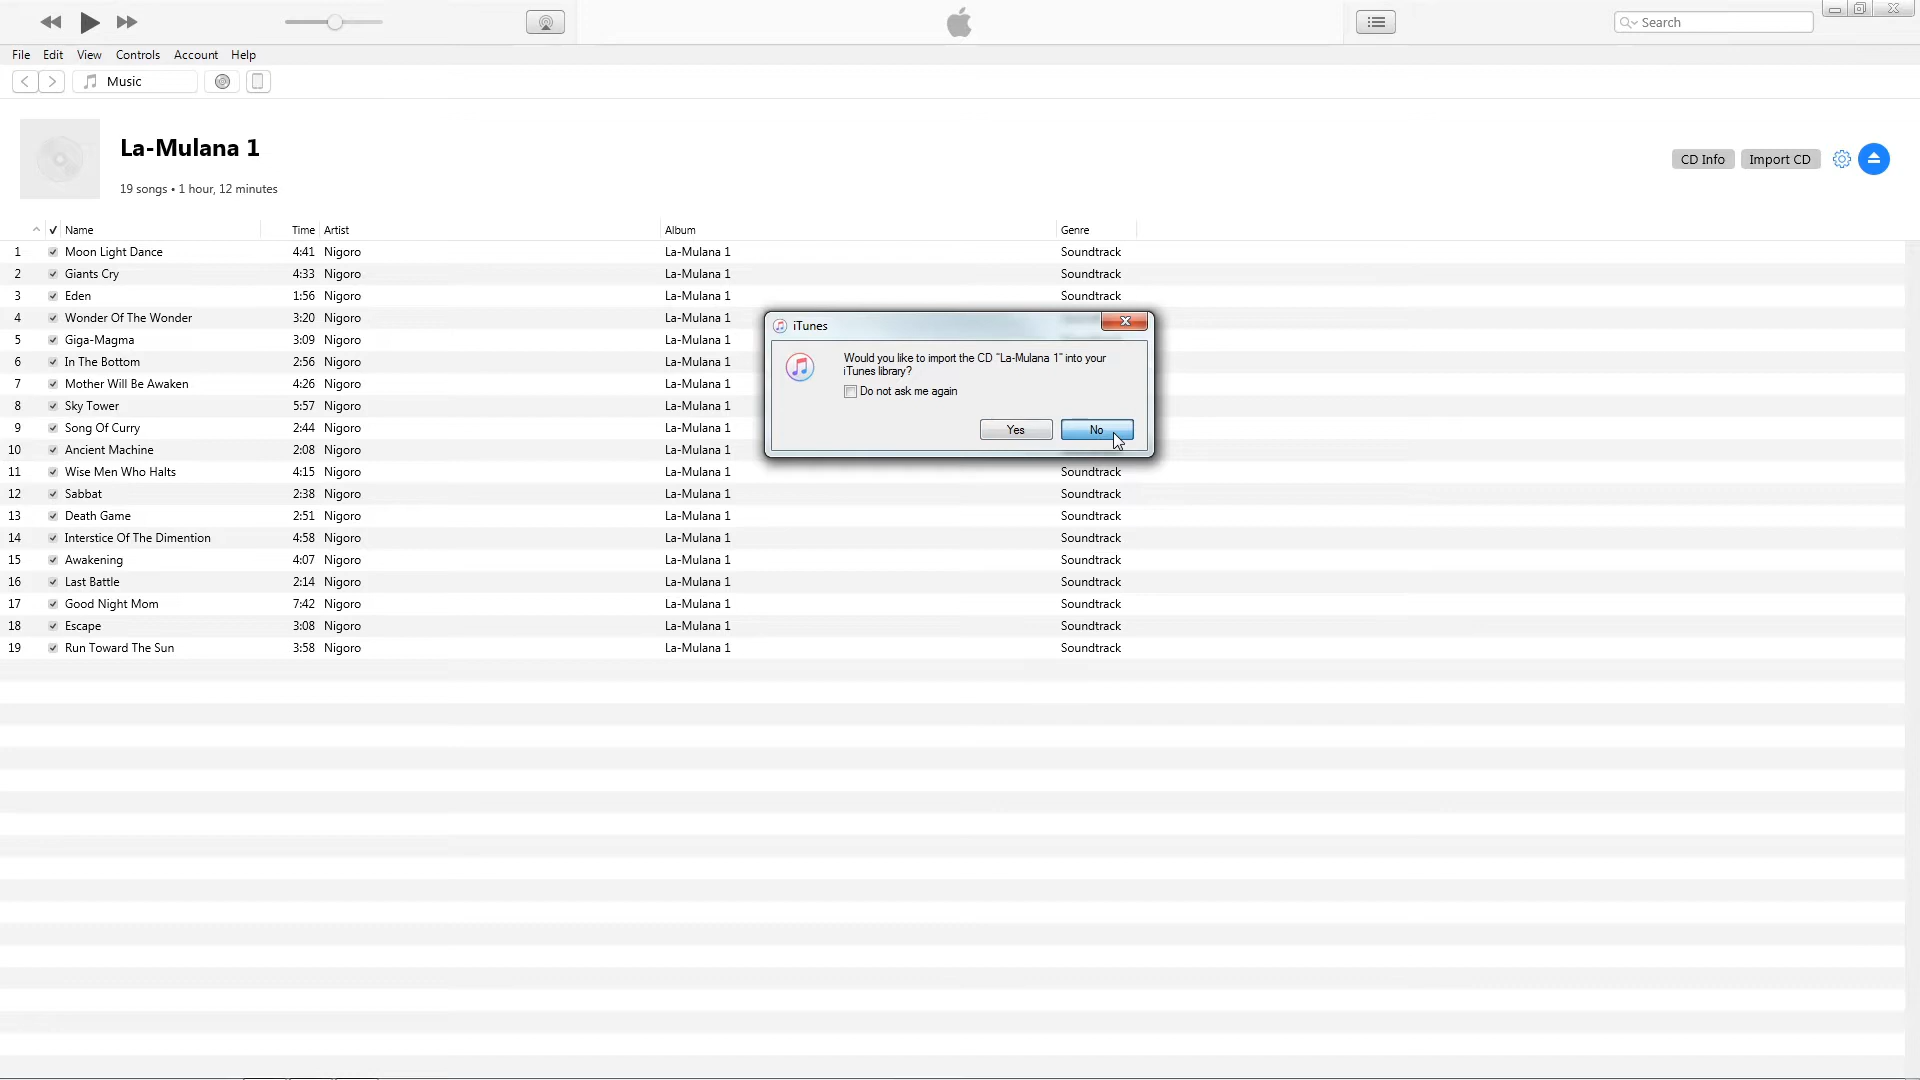 Search
File Edit View Controls Account Help
Music
La-Mulana 1
CD Info Import CD
19 songs • 1 hour, 12 minutes
Name Time Artist Album Genre
1 Moon Light Dance 4:41 Nigoro La-Mulana 1 Soundtrack
2 Giants Cry 4:33 Nigoro La-Mulana 1 Soundtrack
3 Eden 1:56 Nigoro La-Mulana 1 Soundtrack
4 Wonder Of The Wonder 3:20 Nigoro La-Mulana 1
5 Giga-Magma 3:09 Nigoro La-Mulana 1
6 In The Bottom 2:56 Nigoro La-Mulana 1
7 Mother Will Be Awaken 4:26 Nigoro La-Mulana 1
8 Sky Tower 5:57 Nigoro La-Mulana 1
9 Song Of Curry 2:44 Nigoro La-Mulana 1
10 Ancient Machine 2:08 Nigoro La-Mulana 1
11 Wise Men Who Halts 4:15 Nigoro La-Mulana 1 Soundtrack
12 Sabbat 2:38 Nigoro La-Mulana 1 Soundtrack
13 Death Game 2:51 Nigoro La-Mulana 1 Soundtrack
14 Interstice Of The Dimention 4:58 Nigoro La-Mulana 1 Soundtrack
15 Awakening 4:07 Nigoro La-Mulana 1 Soundtrack
16 Last Battle 2:14 Nigoro La-Mulana 1 Soundtrack
17 Good Night Mom 7:42 Nigoro La-Mulana 1 Soundtrack
18 Escape 3:08 Nigoro La-Mulana 1 Soundtrack
19 Run Toward The Sun 3:58 Nigoro La-Mulana 1 Soundtrack
iTunes
Would you like to import the CD "La-Mulana 1" into your
iTunes library?
Do not ask me again
Yes No